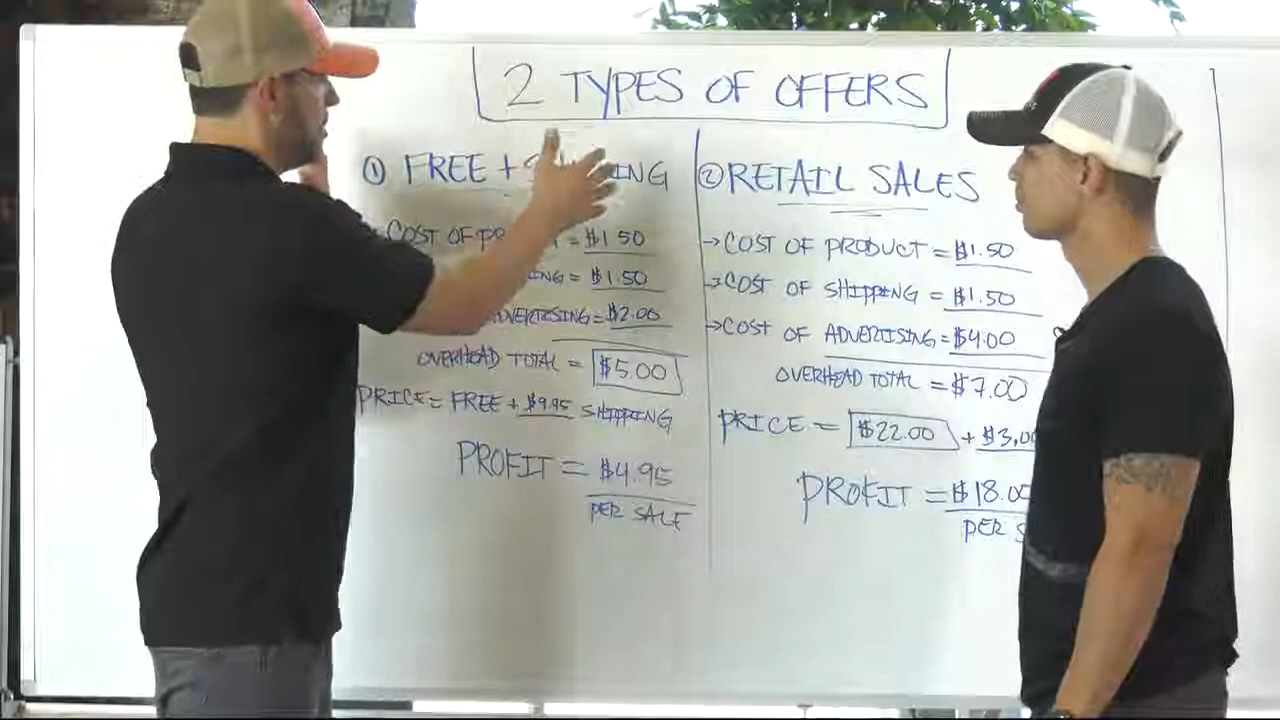 2 TYPES OF OFFERS
① FREE +
COST OF = $1 50
= $1.50
ADVERTISING = $2.00
OVERHEAD TOTAL = $5.00
PRICE = FREE + $9.95 SHIPPING
PROFIT = $4.95
PER SALE
② RETAIL SALES
→ COST OF PRODUCT = $1.50
→ COST OF SHIPPING = $1.50
→ COST OF ADVERTISING = $4.00
OVERHEAD TOTAL = $7.00
PRICE = $22.00 + $3.00
PROFIT = $18.00
PER